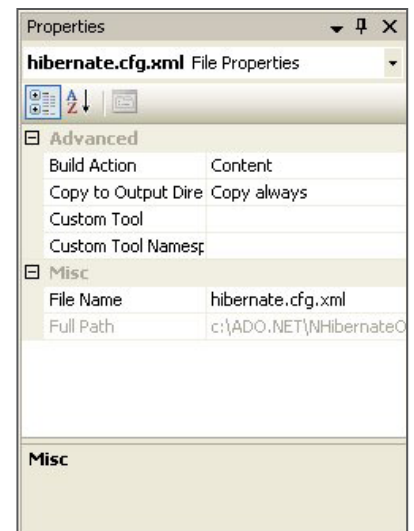 Properties
hibernate.cfg.xml File Properties
Advanced
Build Action Content
Copy to Output Dire Copy always
Custom Tool
Custom Tool Namesp
Misc
File Name hibernate.cfg.xml
Full Path c:\ADO.NET\NHibernateO
Misc